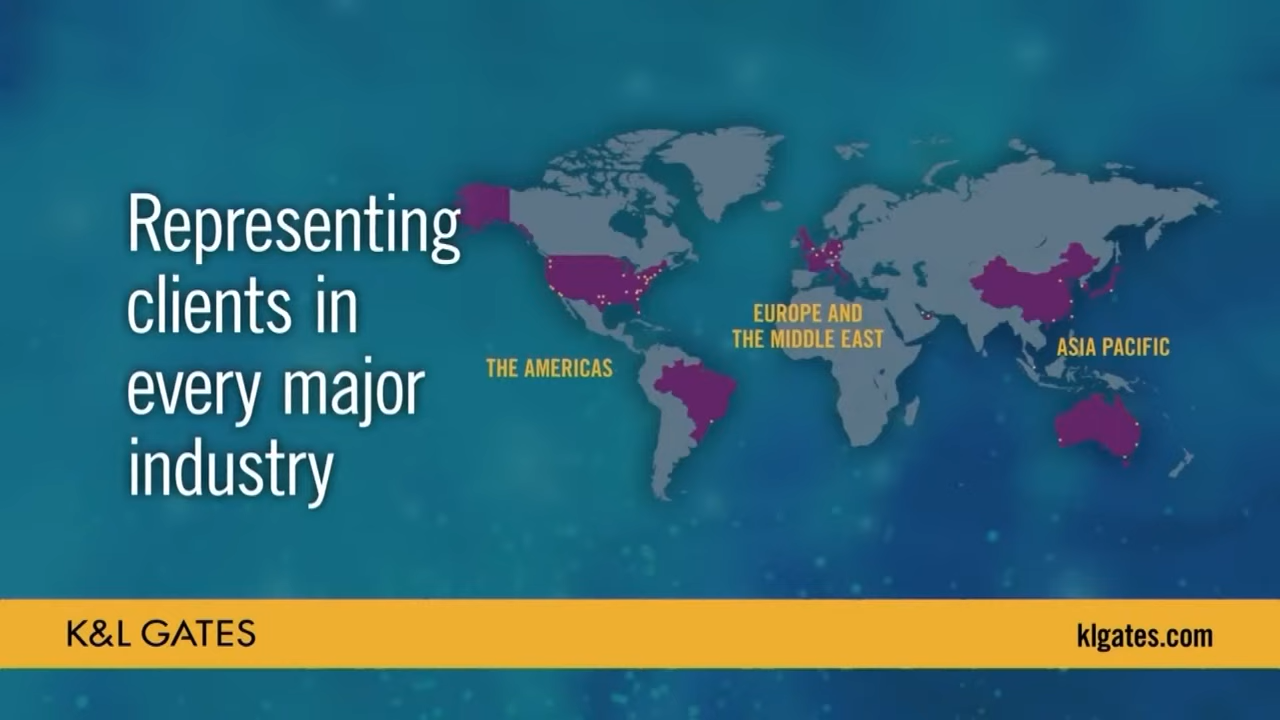 Representing
clients in
every major
industry
THE AMERICAS
EUROPE AND
THE MIDDLE EAST
ASIA PACIFIC
K&L GATES
klgates.com